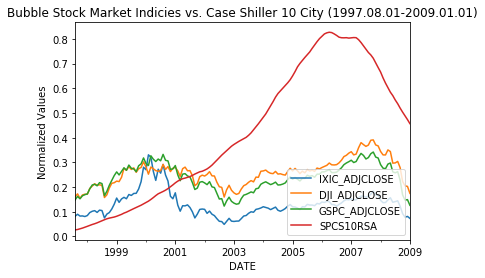 Bubble Stock Market Indicies vs. Case Shiller 10 City (1997.08.01-2009.01.01)
0.8
0.7
0.6
0.5
0.4
0.3
0.2
0.1
0.0
Normalized Values
IXIC_ADJCLOSE
DJI_ADJCLOSE
GSPC_ADJCLOSE
SPCS10RSA
1999
2001
2003
2005
2007
2009
DATE